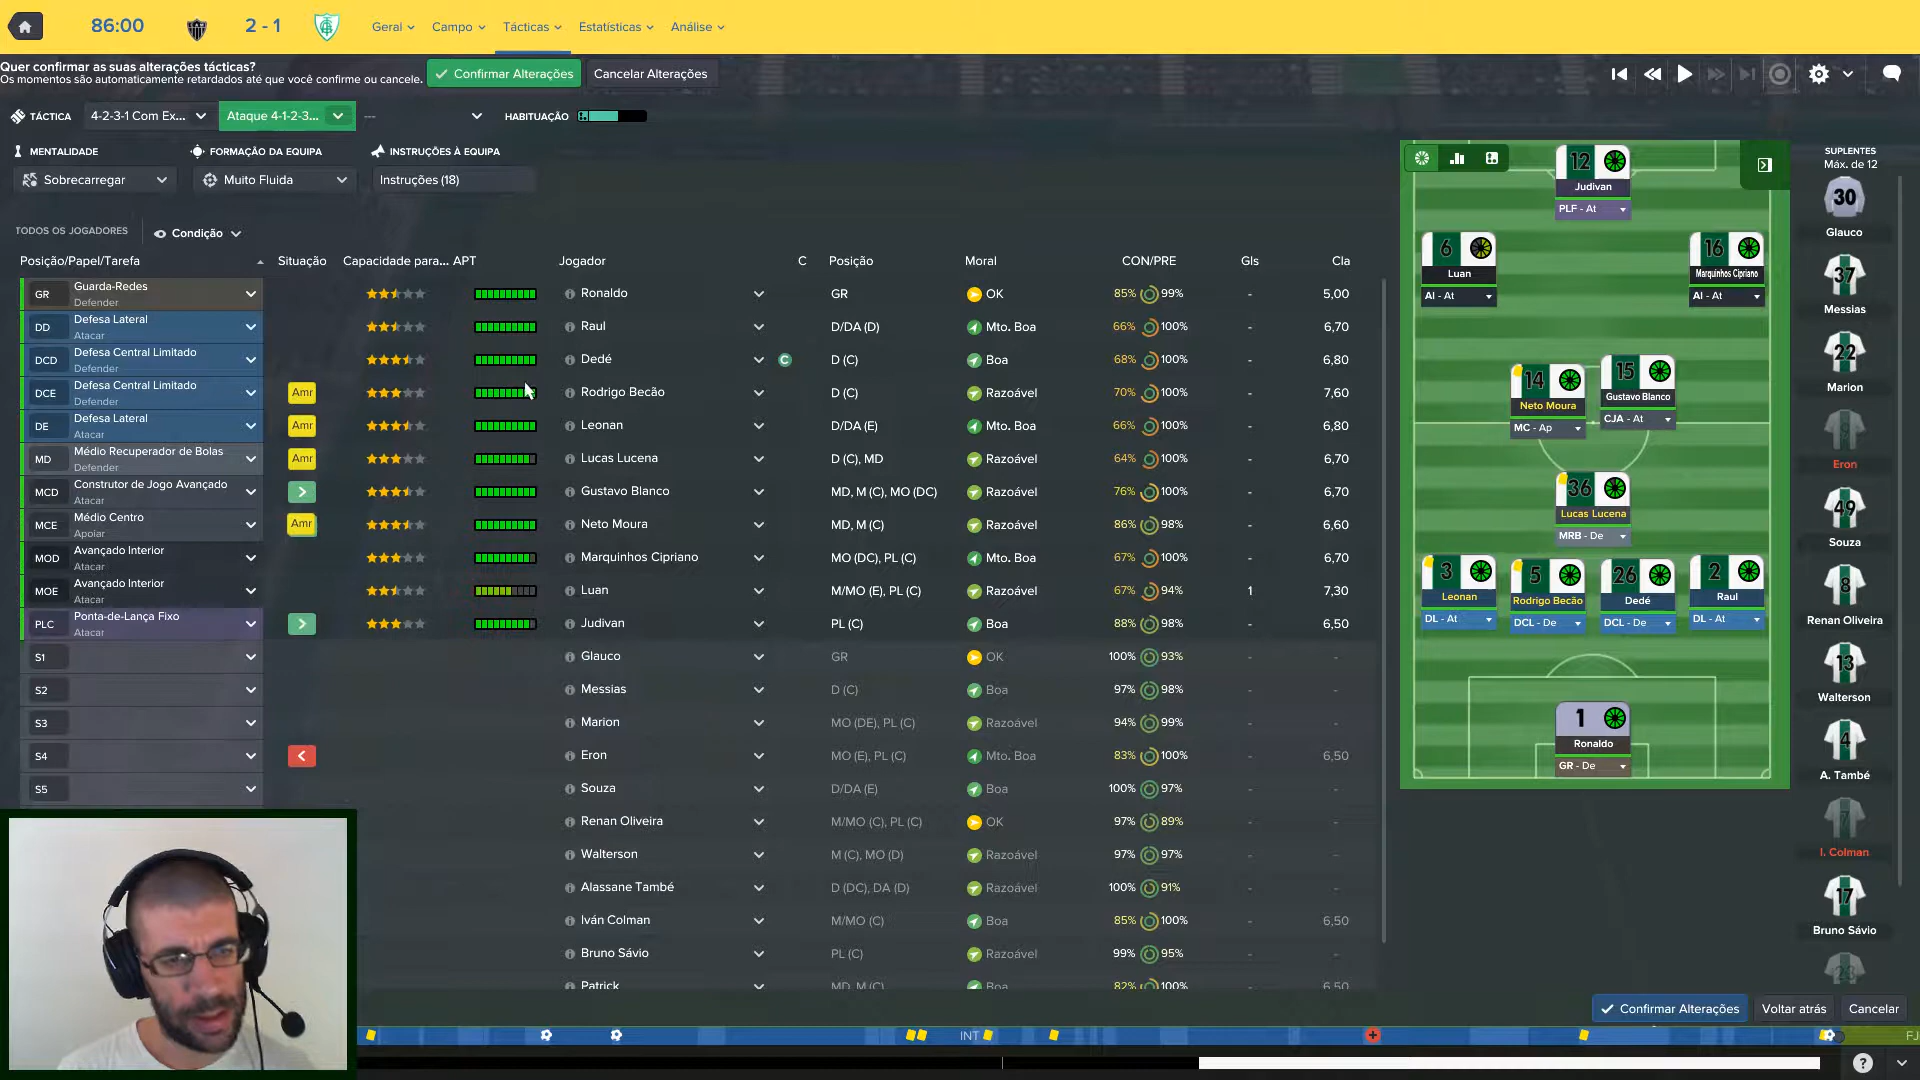 86:00
2 - 1
Geral
Campo
Tácticas
Estatísticas
Análise
Quer confirmar as suas alterações tácticas?
Os momentos são automaticamente retardados até que você confirme ou cancele.
Confirmar Alterações
Cancelar Alterações
TÁCTICA
4-2-3-1 Com Ex...
Ataque 4-1-2-3...
---
HABITUAÇÃO
MENTALIDADE
FORMAÇÃO DA EQUIPA
INSTRUÇÕES À EQUIPA
Sobrecarregar
Muito Fluida
Instruções (18)
TODOS OS JOGADORES
Condição
Posição/Papel/Tarefa Situação Capacidade para... APT Jogador C Posição Moral CON/PRE Gls Cla
GR Guarda-Redes Defender Ronaldo GR OK 85% 99% - 5,00
DD Defesa Lateral Atacar Raul D/DA (D) Mto. Boa 66% 100% - 6,70
DCD Defesa Central Limitado Defender Dedé C D (C) Boa 68% 100% - 6,80
DCE Defesa Central Limitado Defender Amr Rodrigo Becão D (C) Razoável 70% 100% - 7,60
DE Defesa Lateral Atacar Amr Leonan D/DA (E) Mto. Boa 66% 100% - 6,80
MD Médio Recuperador de Bolas Defender Amr Lucas Lucena D (C), MD Razoável 64% 100% - 6,70
MCD Construtor de Jogo Avançado Atacar Gustavo Blanco MD, M (C), MO (DC) Razoável 76% 100% - 6,70
MCE Médio Centro Apoiar Amr Neto Moura MD, M (C) Razoável 86% 98% - 6,60
MOD Avançado Interior Atacar Marquinhos Cipriano MO (DC), PL (C) Mto. Boa 67% 100% - 6,70
MOE Avançado Interior Atacar Luan M/MO (E), PL (C) Razoável 67% 94% 1 7,30
PLC Ponta-de-Lança Fixo Atacar Judivan PL (C) Boa 88% 98% - 6,50
S1 Glauco GR OK 100% 93% - -
S2 Messias D (C) Boa 97% 98% - -
S3 Marion MO (DE), PL (C) Razoável 94% 99% - -
S4 Eron MO (E), PL (C) Mto. Boa 83% 100% - 6,50
S5 Souza D/DA (E) Boa 100% 97% - -
Renan Oliveira M/MO (C), PL (C) OK 97% 89% - -
Walterson M (C), MO (D) Razoável 97% 97% - -
Alassane També D (DC), DA (D) Razoável 100% 91% - -
Iván Colman M/MO (C) Boa 85% 100% - 6,50
Bruno Sávio PL (C) Razoável 99% 95% - -
Patrick MD, M (C) Boa 82% 100% - 6,50
12
Judivan
PLF - At
6
Luan
AI - At
16
Marquinhos Cipriano
AI - At
14
Neto Moura
MC - Ap
15
Gustavo Blanco
CJA - At
36
Lucas Lucena
MRB - De
3
Leonan
DL - At
5
Rodrigo Becão
DCL - De
26
Dedé
DCL - De
2
Raul
DL - At
1
Ronaldo
GR - De
SUPLENTES
Máx. de 12
30
Glauco
37
Messias
22
Marion
Eron
49
Souza
8
Renan Oliveira
13
Walterson
4
A. També
7
I. Colman
17
Bruno Sávio
Confirmar Alterações
Voltar atrás
Cancelar
INT
FJ
?